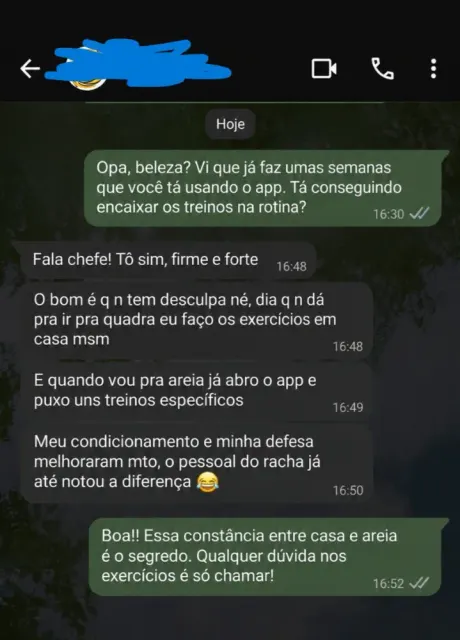 Hoje
Opa, beleza? Vi que já faz umas semanas
que você tá usando o app. Tá conseguindo
encaixar os treinos na rotina?
16:30
Fala chefe! Tô sim, firme e forte
16:48
O bom é q n tem desculpa né, dia q n dá
pra ir pra quadra eu faço os exercícios em
casa msm
16:48
E quando vou pra areia já abro o app e
puxo uns treinos específicos
16:49
Meu condicionamento e minha defesa
melhoraram mto, o pessoal do racha já
até notou a diferença 😂
16:50
Boa!! Essa constância entre casa e areia
é o segredo. Qualquer dúvida nos
exercícios é só chamar!
16:52